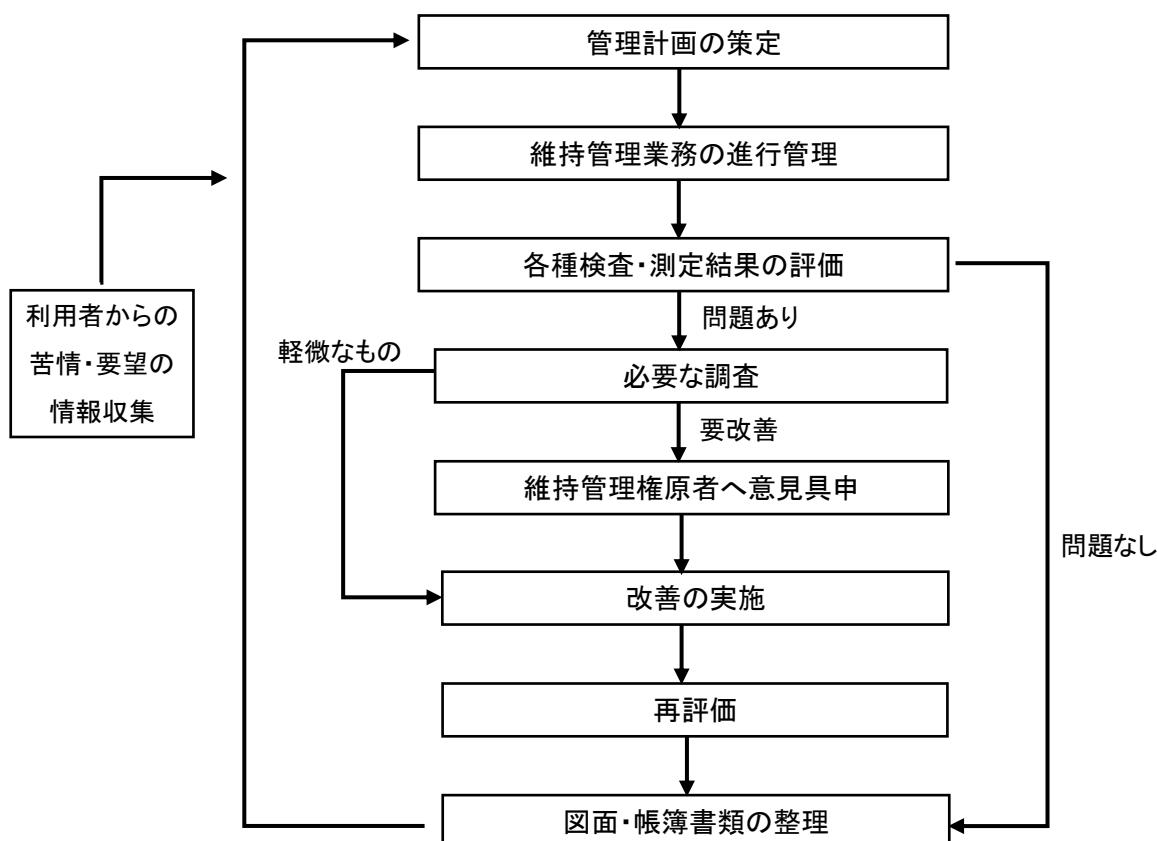 管理計画の策定
維持管理業務の進行管理
各種検査・測定結果の評価
問題あり
利用者からの
苦情・要望の
情報収集
軽微なもの
必要な調査
要改善
維持管理権原者へ意見具申
問題なし
改善の実施
再評価
図面・帳簿書類の整理